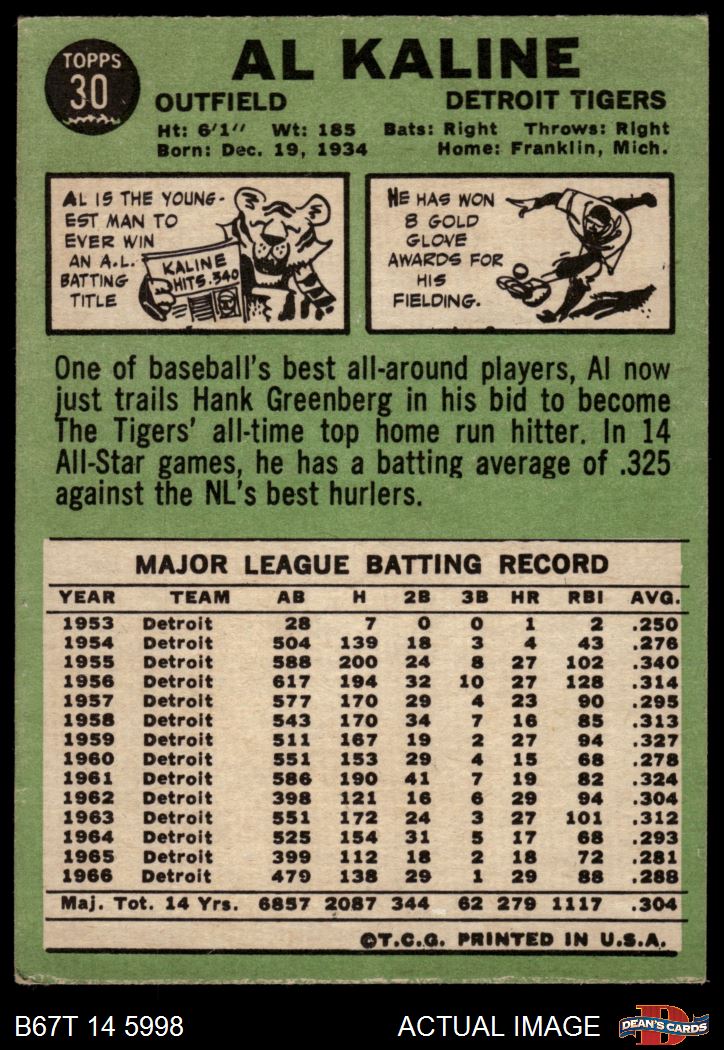 TOPPS
30
AL KALINE
OUTFIELD DETROIT TIGERS
Ht: 6'1" Wt: 185 Bats: Right Throws: Right
Born: Dec. 19, 1934 Home: Franklin, Mich.
AL IS THE YOUNG-
EST MAN TO
EVER WIN
AN A.L.
BATTING
TITLE
KALINE
HITS .340
HE HAS WON
8 GOLD
GLOVE
AWARDS FOR
HIS
FIELDING.
One of baseball's best all-around players, Al now
just trails Hank Greenberg in his bid to become
The Tigers' all-time top home run hitter. In 14
All-Star games, he has a batting average of .325
against the NL's best hurlers.
MAJOR LEAGUE BATTING RECORD
YEAR TEAM AB H 2B 3B HR RBI AVG.
1953 Detroit 28 7 0 0 1 2 .250
1954 Detroit 504 139 18 3 4 43 .276
1955 Detroit 588 200 24 8 27 102 .340
1956 Detroit 617 194 32 10 27 128 .314
1957 Detroit 577 170 29 4 23 90 .295
1958 Detroit 543 170 34 7 16 85 .313
1959 Detroit 511 167 19 2 27 94 .327
1960 Detroit 551 153 29 4 15 68 .278
1961 Detroit 586 190 41 7 19 82 .324
1962 Detroit 398 121 16 6 29 94 .304
1963 Detroit 551 172 24 3 27 101 .312
1964 Detroit 525 154 31 5 17 68 .293
1965 Detroit 399 112 18 2 18 72 .281
1966 Detroit 479 138 29 1 29 88 .288
Maj. Tot. 14 Yrs. 6857 2087 344 62 279 1117 .304
©T.C.G. PRINTED IN U.S.A.
B67T 14 5998 ACTUAL IMAGE
D
DEAN'S CARDS